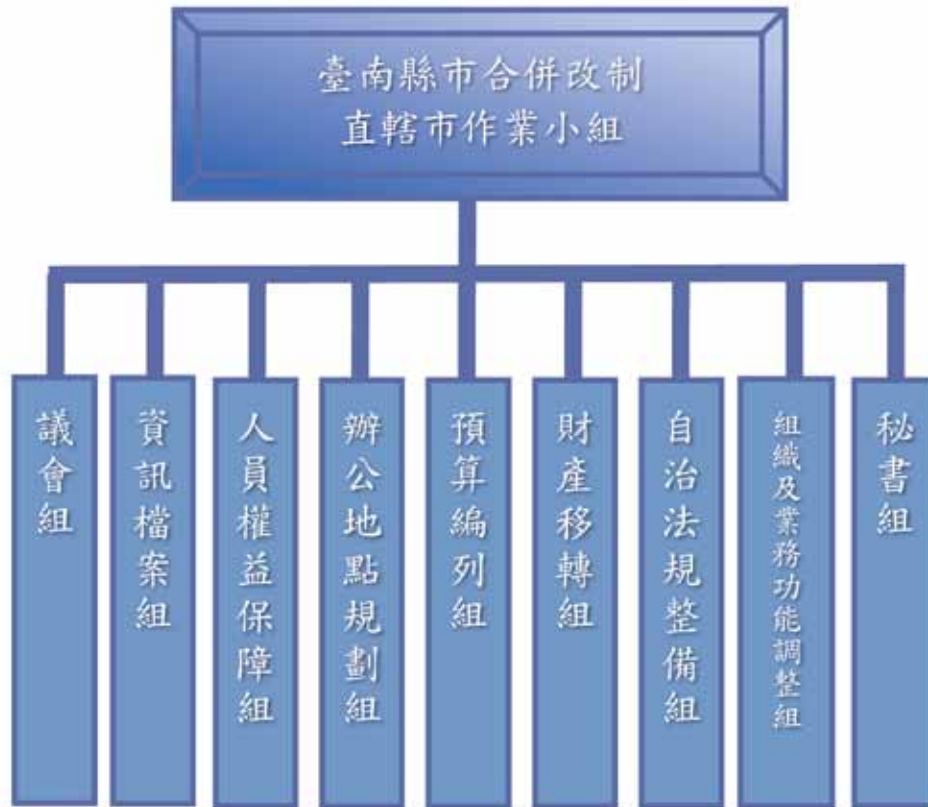 臺南縣市合併改制
直轄市作業小組
議會組
資訊檔案組
人員權益保障組
辦公地點規劃組
預算編列組
財產移轉組
自治法規整備組
組織及業務功能調整組
秘書組